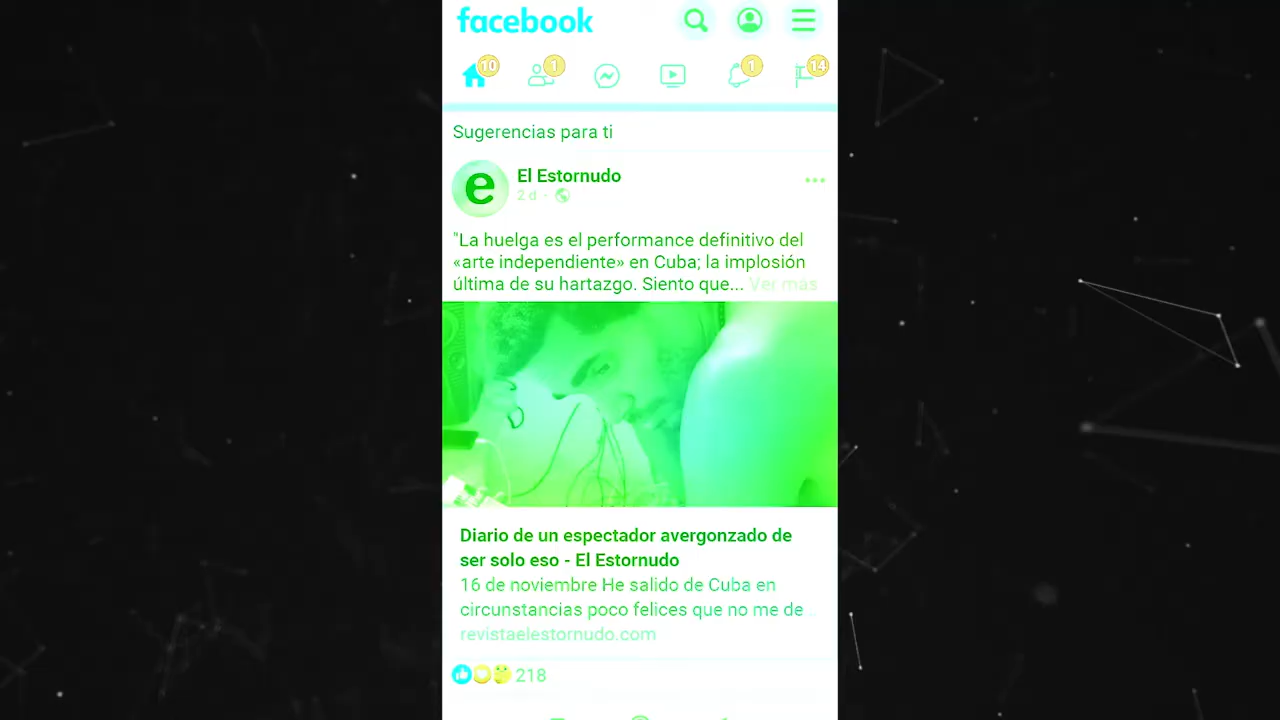 facebook
10
1
1
14
Sugerencias para ti
e
El Estornudo
2 d ·
"La huelga es el performance definitivo del
«arte independiente» en Cuba; la implosión
última de su hartazgo. Siento que... Ver más
Diario de un espectador avergonzado de
ser solo eso - El Estornudo
16 de noviembre He salido de Cuba en
circunstancias poco felices que no me de
revistaelestornudo.com
218